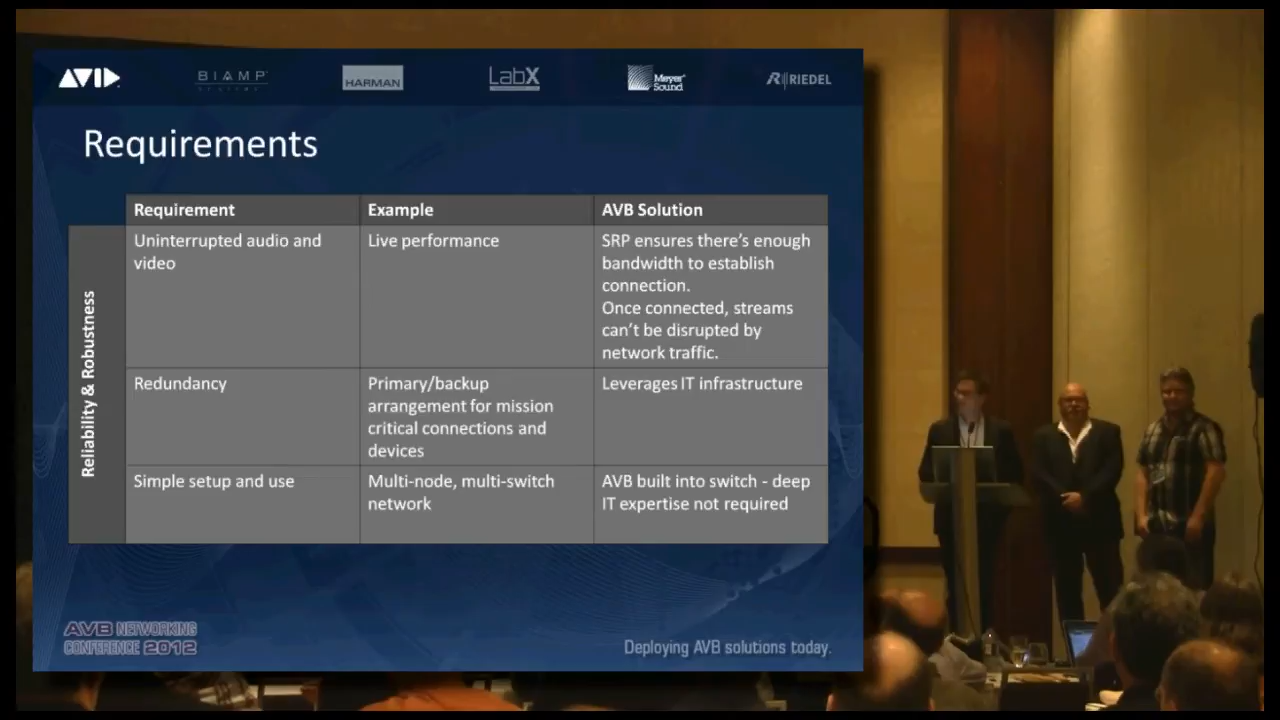 AVID
BIAMP
SYSTEMS
HARMAN
LabX
Meyer
Sound
RIEDEL
Requirements
Requirement
Example
AVB Solution
Reliability & Robustness
Uninterrupted audio and
video
Live performance
SRP ensures there's enough
bandwidth to establish
connection.
Once connected, streams
can't be disrupted by
network traffic.
Redundancy
Primary/backup
arrangement for mission
critical connections and
devices
Leverages IT infrastructure
Simple setup and use
Multi-node, multi-switch
network
AVB built into switch - deep
IT expertise not required
AVB NETWORKING
CONFERENCE 2012
Deploying AVB solutions today.